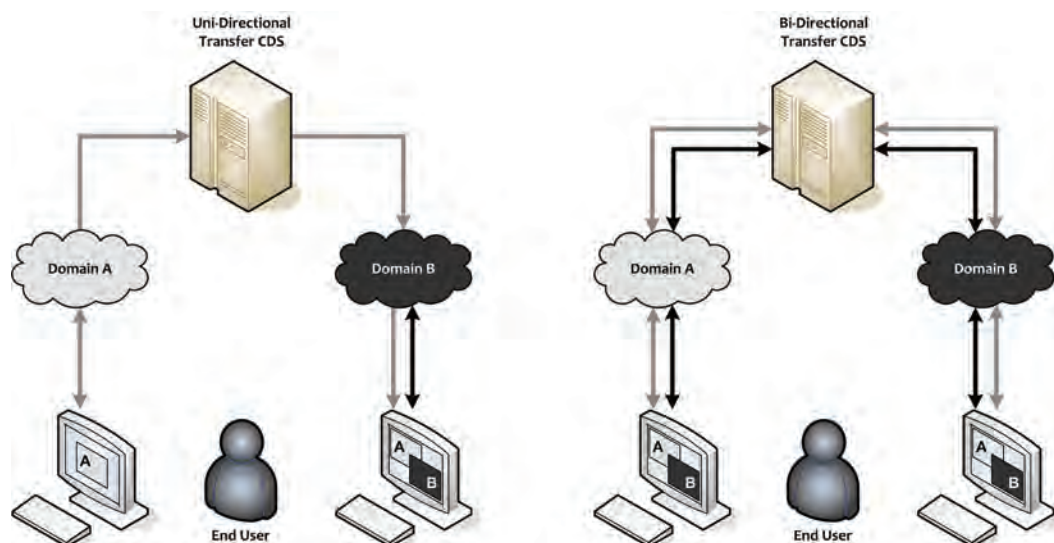 Uni-Directional
Transfer CDS
Domain A
Domain B
A
A
B
End User
Bi-Directional
Transfer CDS
Domain A
Domain B
A
B
A
B
End User